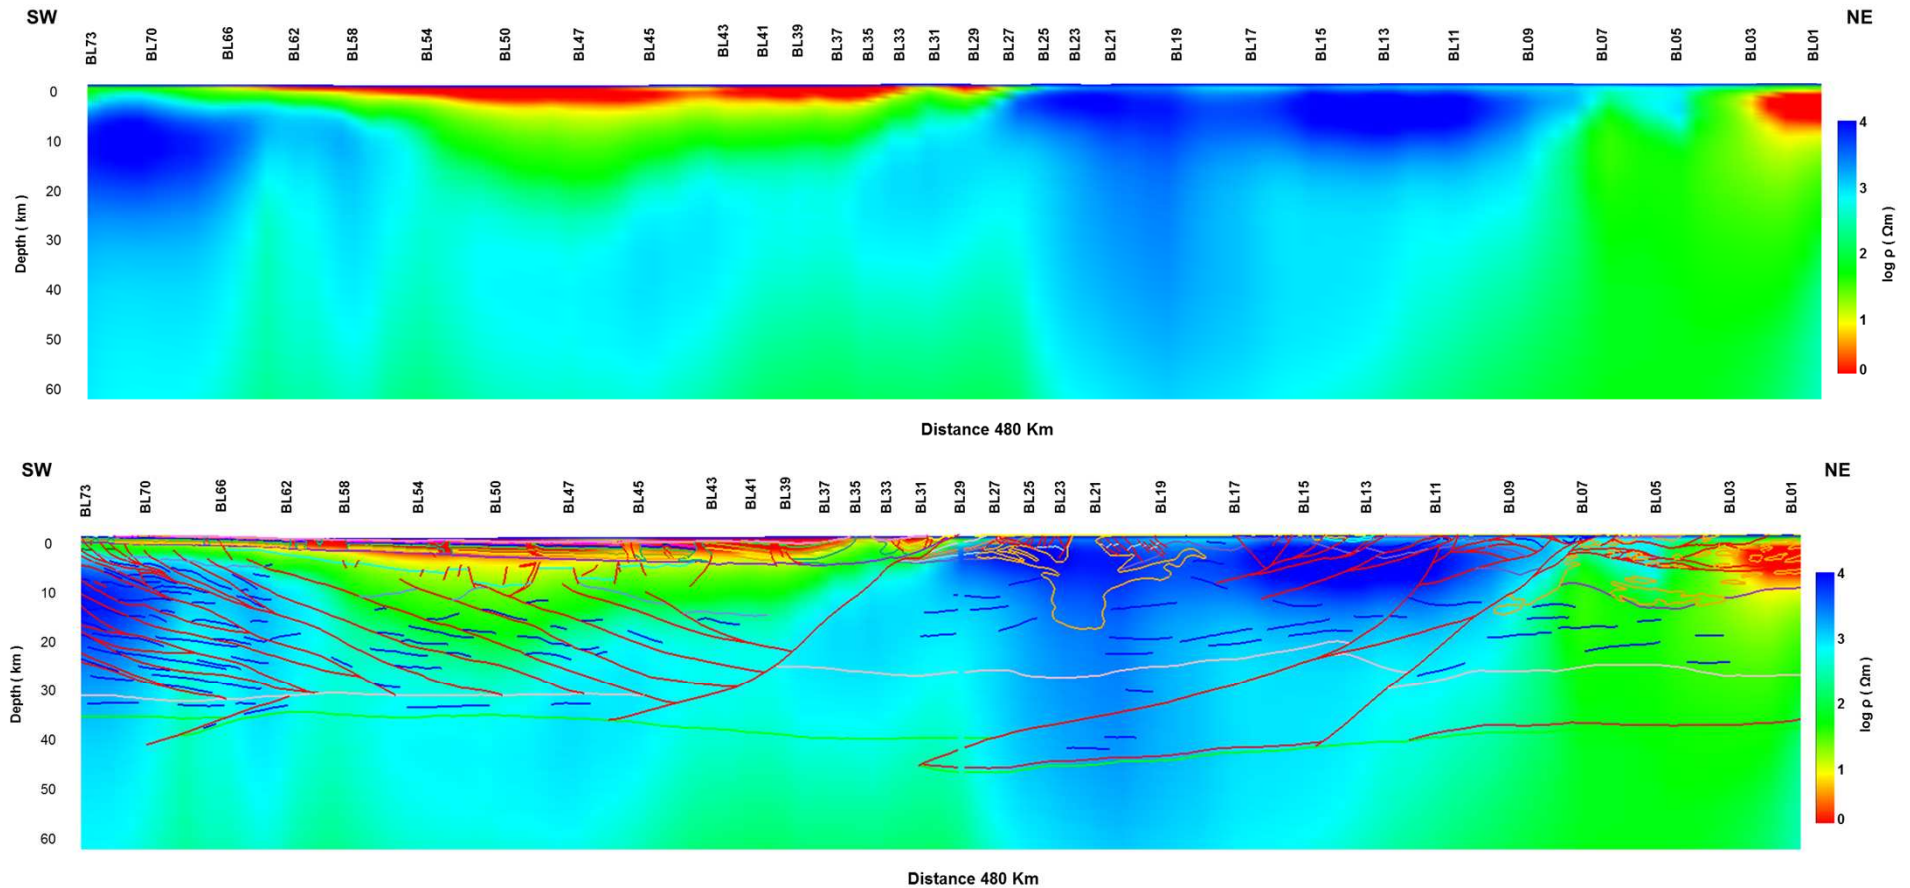 SW NE
BL73 BL70 BL66 BL62 BL58 BL54 BL50 BL47 BL45 BL43 BL41 BL39 BL37 BL35 BL33 BL31 BL29 BL27 BL25 BL23 BL21 BL19 BL17 BL15 BL13 BL11 BL09 BL07 BL05 BL03 BL01
0
10
20
30
40
50
60
Depth ( km )
4
3
2
1
0
log ρ ( Ωm )
Distance 480 Km
SW NE
BL73 BL70 BL66 BL62 BL58 BL54 BL50 BL47 BL45 BL43 BL41 BL39 BL37 BL35 BL33 BL31 BL29 BL27 BL25 BL23 BL21 BL19 BL17 BL15 BL13 BL11 BL09 BL07 BL05 BL03 BL01
0
10
20
30
40
50
60
Depth ( km )
4
3
2
1
0
log ρ ( Ωm )
Distance 480 Km